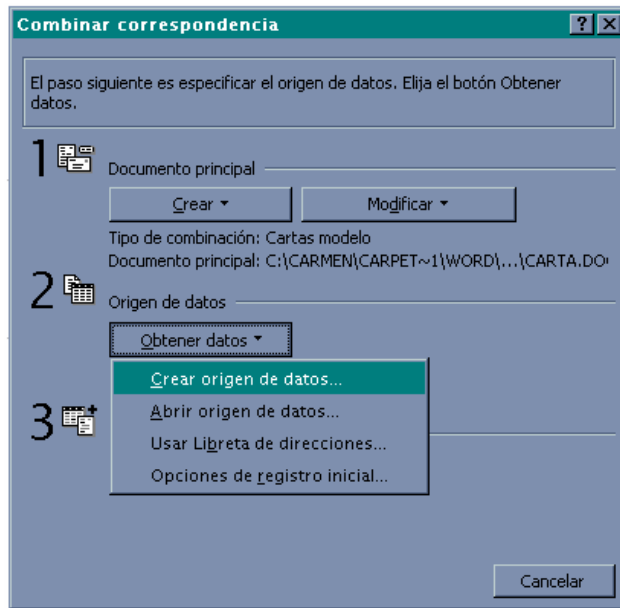 Combinar correspondencia
El paso siguiente es especificar el origen de datos. Elija el botón Obtener
datos.
1
Documento principal
Crear
Modificar
Tipo de combinación: Cartas modelo
Documento principal: C:\CARMEN\CARPET~1\WORD\...\CARTA.DO
2
Origen de datos
Obtener datos
Crear origen de datos...
Abrir origen de datos...
3
Usar Libreta de direcciones...
Opciones de registro inicial...
Cancelar